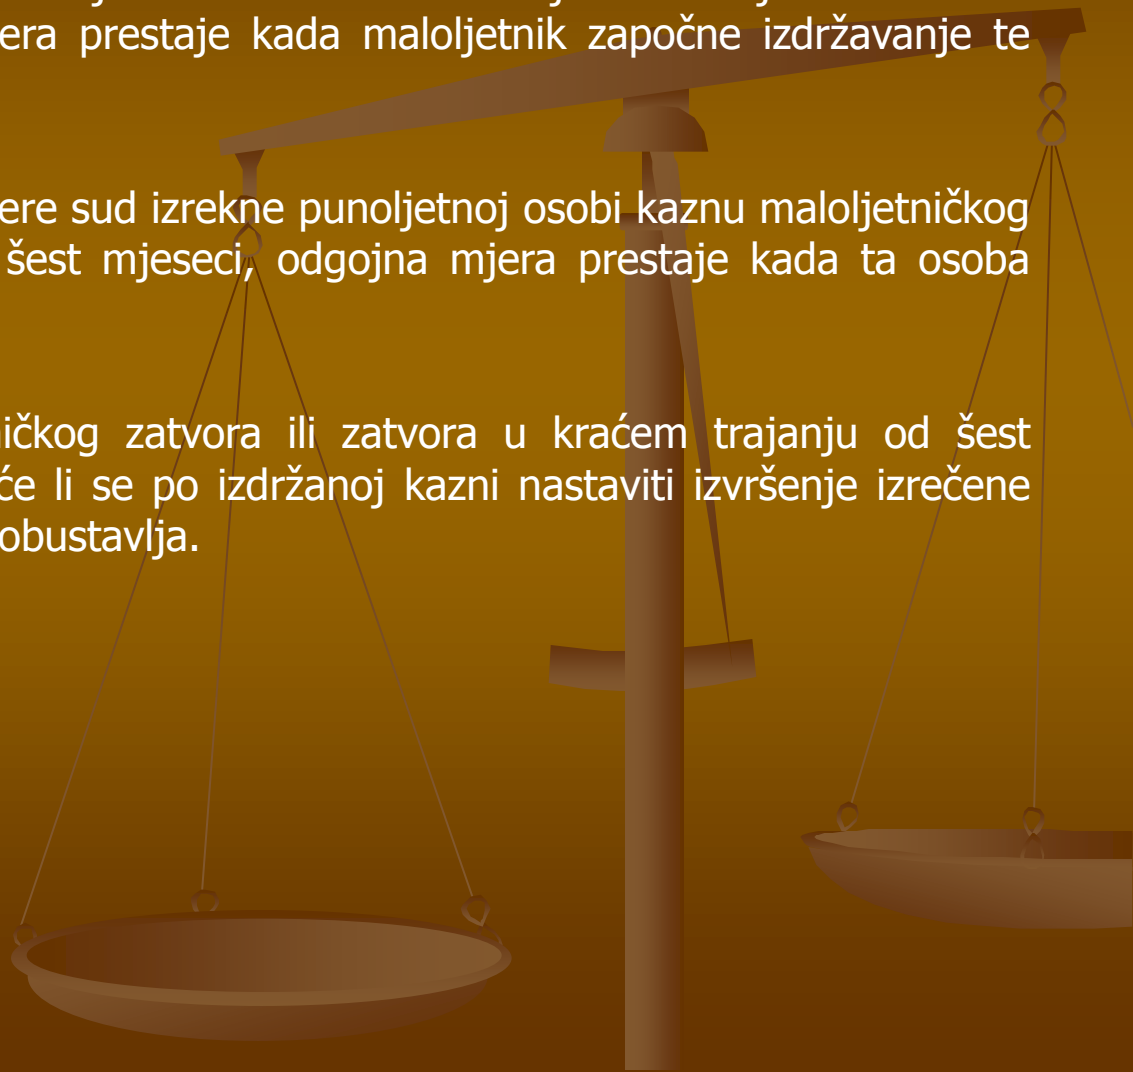 era prestaje kada maloljetnik započne izdržavanje te
ere sud izrekne punoljetnoj osobi kaznu maloljetničkog
šest mjeseci, odgojna mjera prestaje kada ta osoba
ičkog zatvora ili zatvora u kraćem trajanju od šest
će li se po izdržanoj kazni nastaviti izvršenje izrečene
obustavlja.